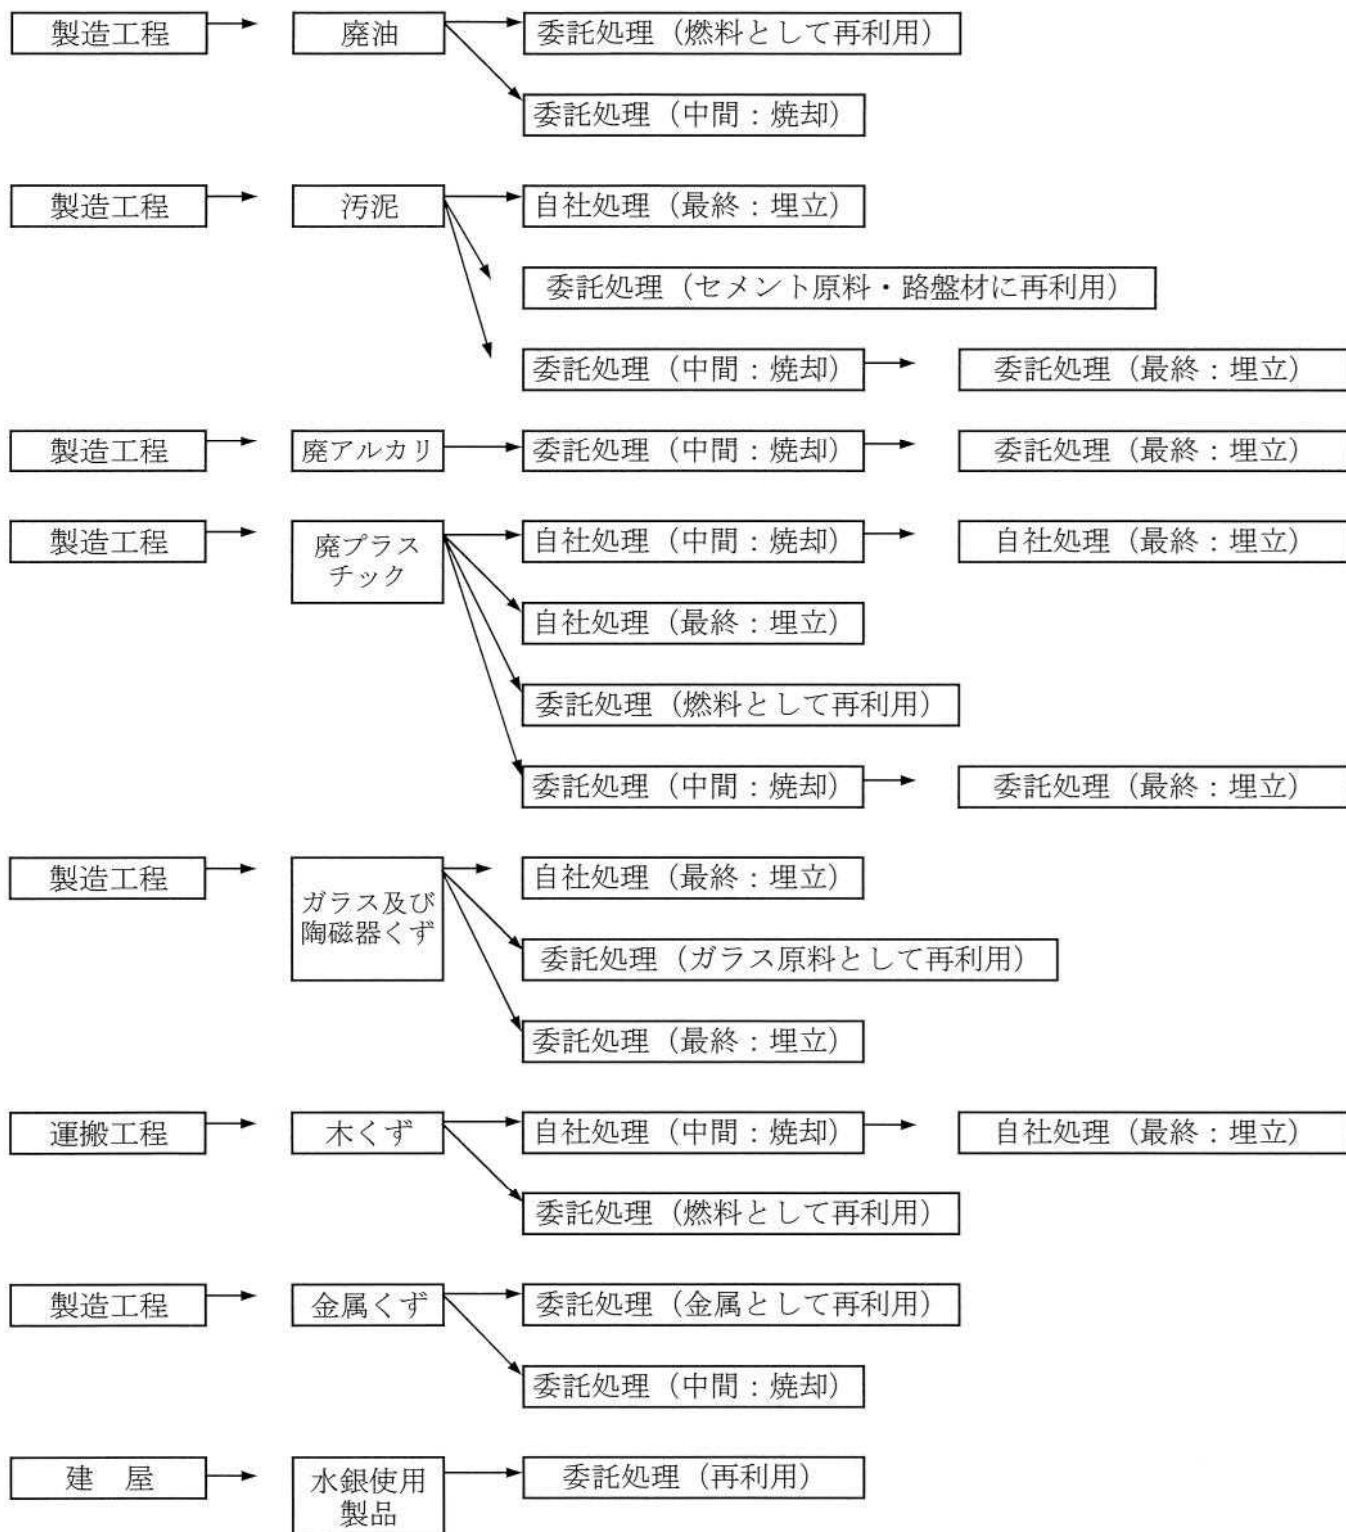 製造工程
廃油
委託処理（燃料として再利用）
委託処理（中間：焼却）
製造工程
汚泥
自社処理（最終：埋立）
委託処理（セメント原料・路盤材に再利用）
委託処理（中間：焼却）
委託処理（最終：埋立）
製造工程
廃アルカリ
委託処理（中間：焼却）
委託処理（最終：埋立）
製造工程
廃プラス
チック
自社処理（中間：焼却）
自社処理（最終：埋立）
自社処理（最終：埋立）
委託処理（燃料として再利用）
委託処理（中間：焼却）
委託処理（最終：埋立）
製造工程
ガラス及び
陶磁器くず
自社処理（最終：埋立）
委託処理（ガラス原料として再利用）
委託処理（最終：埋立）
運搬工程
木くず
自社処理（中間：焼却）
自社処理（最終：埋立）
委託処理（燃料として再利用）
製造工程
金属くず
委託処理（金属として再利用）
委託処理（中間：焼却）
建　屋
水銀使用
製品
委託処理（再利用）